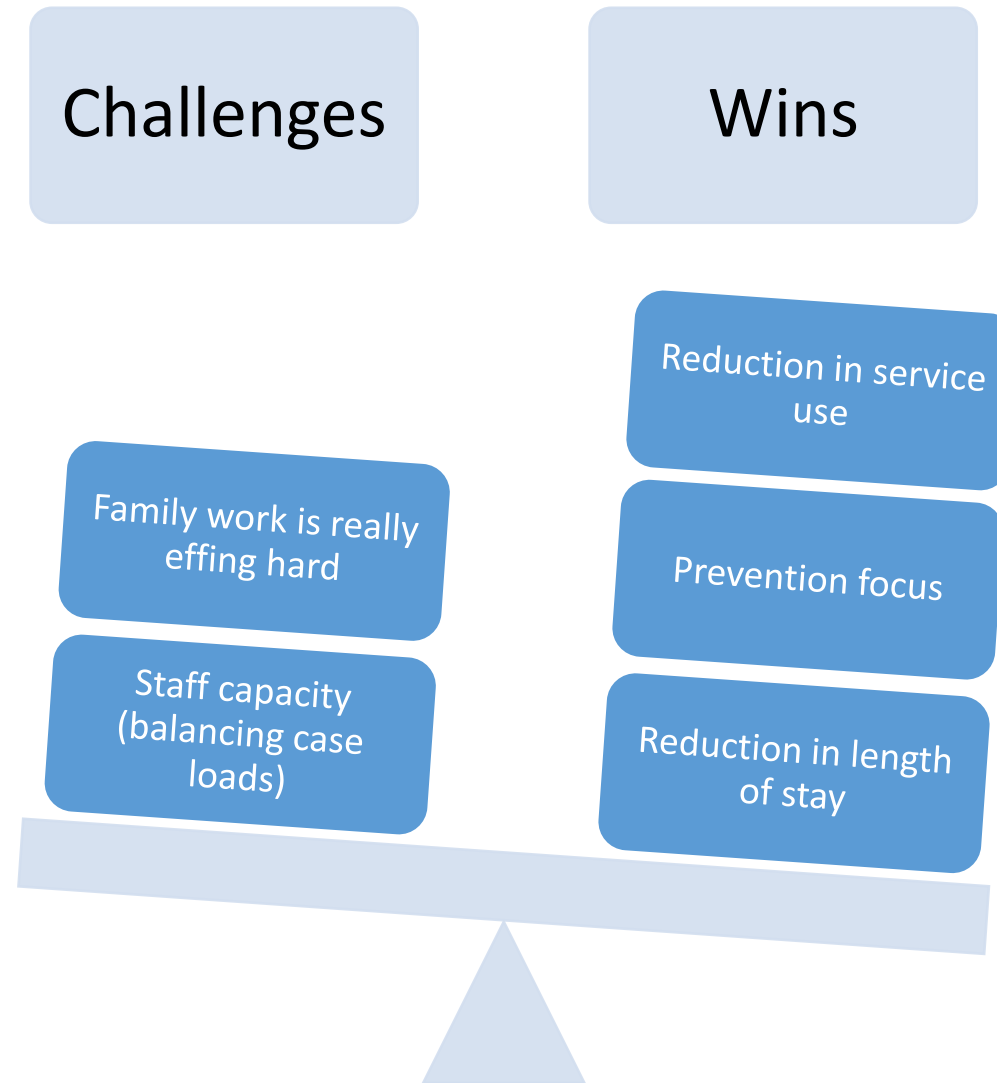 Challenges
Wins
Reduction in service
use
Family work is really
effing hard
Prevention focus
Staff capacity
(balancing case
loads)
Reduction in length
of stay